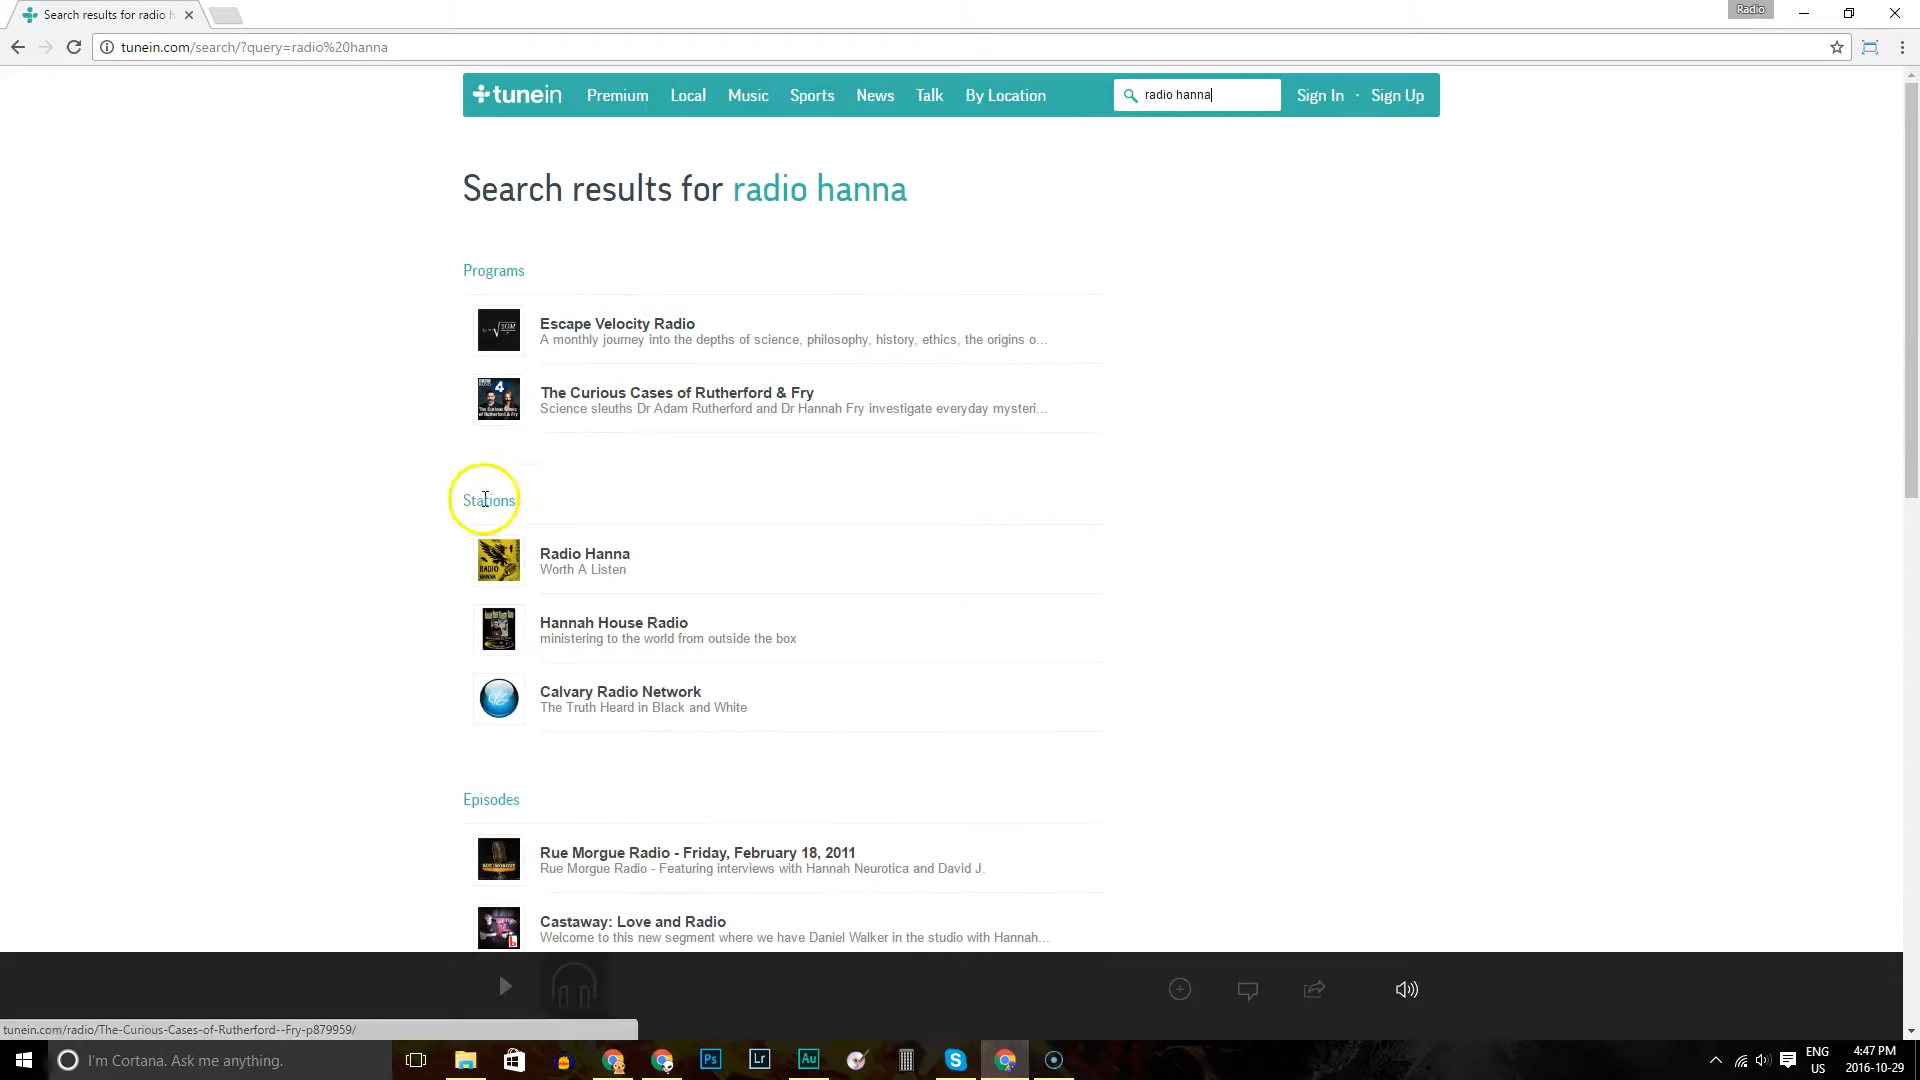 Search results for radio h
Radio
tunein.com/search/?query=radio%20hanna
tunein
Premium
Local
Music
Sports
News
Talk
By Location
radio hanna
Sign In · Sign Up
Search results for radio hanna
Programs
Escape Velocity Radio
A monthly journey into the depths of science, philosophy, history, ethics, the origins o...
The Curious Cases of Rutherford & Fry
Science sleuths Dr Adam Rutherford and Dr Hannah Fry investigate everyday mysteri...
Stations
RADIO
HANNA
Radio Hanna
Worth A Listen
Hannah House Radio
ministering to the world from outside the box
Calvary Radio Network
The Truth Heard in Black and White
Episodes
Rue Morgue Radio - Friday, February 18, 2011
Rue Morgue Radio - Featuring interviews with Hannah Neurotica and David J.
Castaway: Love and Radio
Welcome to this new segment where we have Daniel Walker in the studio with Hannah...
tunein.com/radio/The-Curious-Cases-of-Rutherford--Fry-p879959/
I'm Cortana. Ask me anything.
Ps
Lr
Au
ENG
US
4:47 PM
2016-10-29